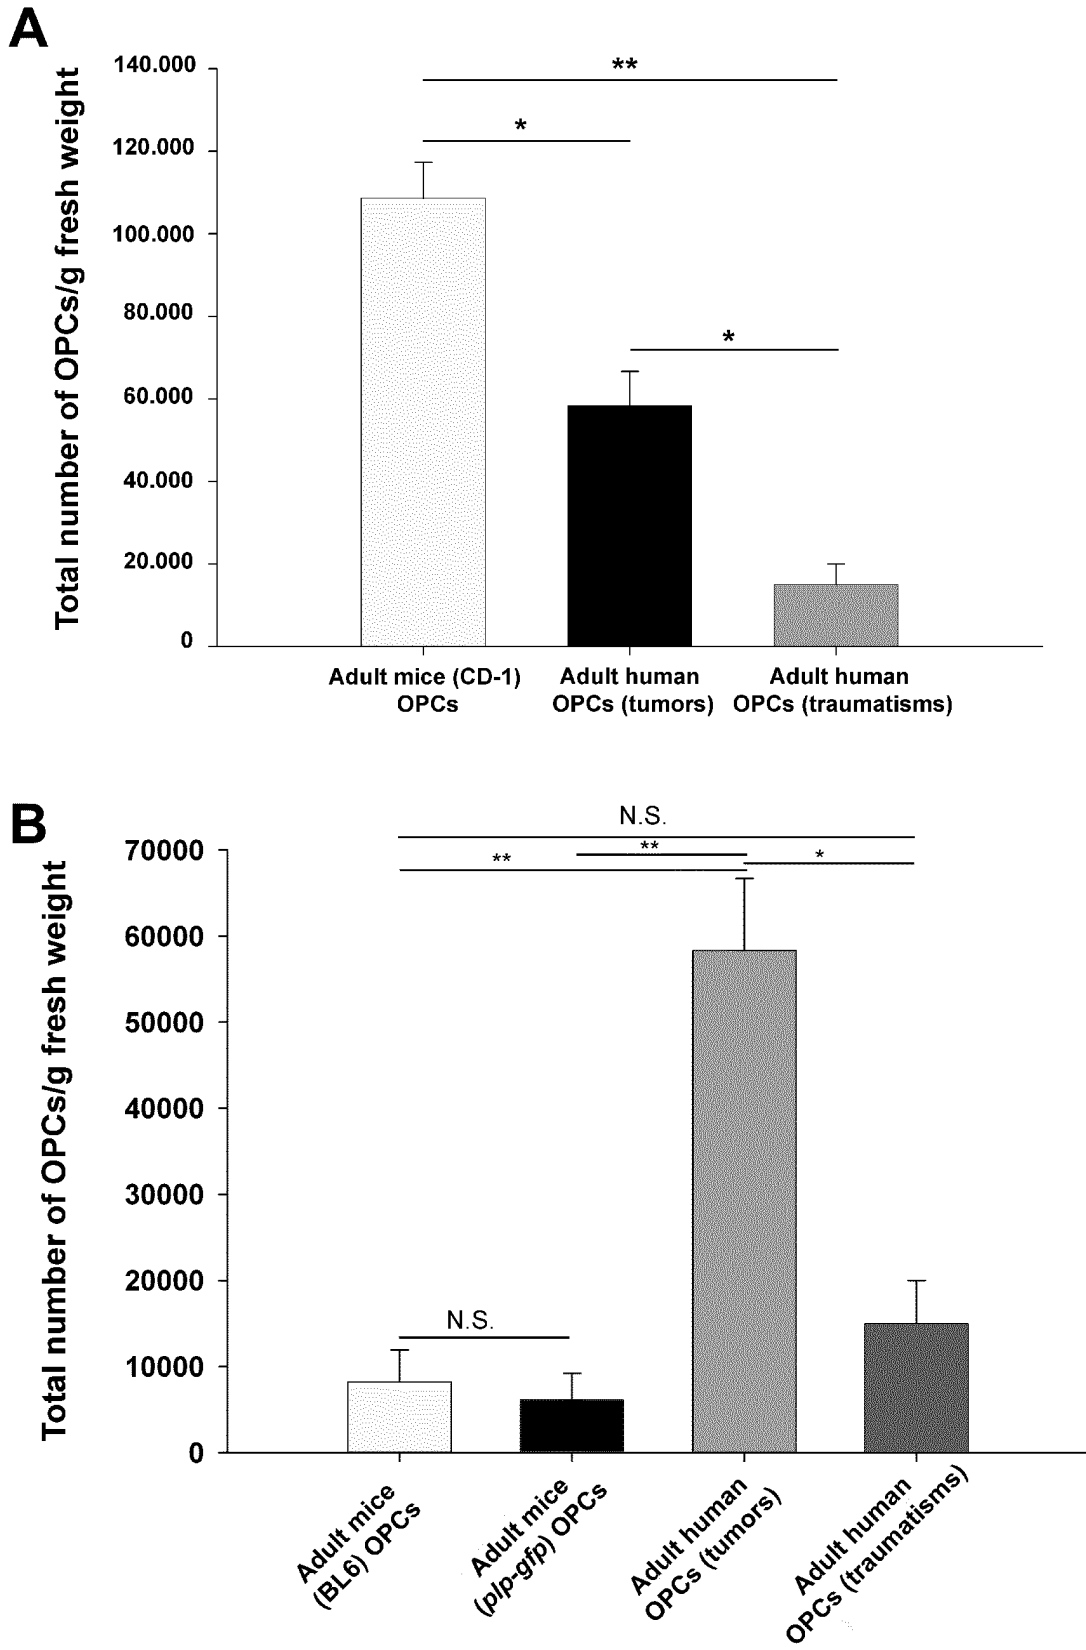 A
Total number of OPCs/g fresh weight
140.000
120.000
100.000
80.000
60.000
40.000
20.000
0
**
*
*
Adult mice (CD-1)
OPCs
Adult human
OPCs (tumors)
Adult human
OPCs (traumatisms)
B
Total number of OPCs/g fresh weight
70000
60000
50000
40000
30000
20000
10000
0
N.S.
**
**
*
N.S.
Adult mice
(BL6) OPCs
Adult mice
(plp-gfp) OPCs
Adult human
OPCs (tumors)
Adult human
OPCs (traumatisms)